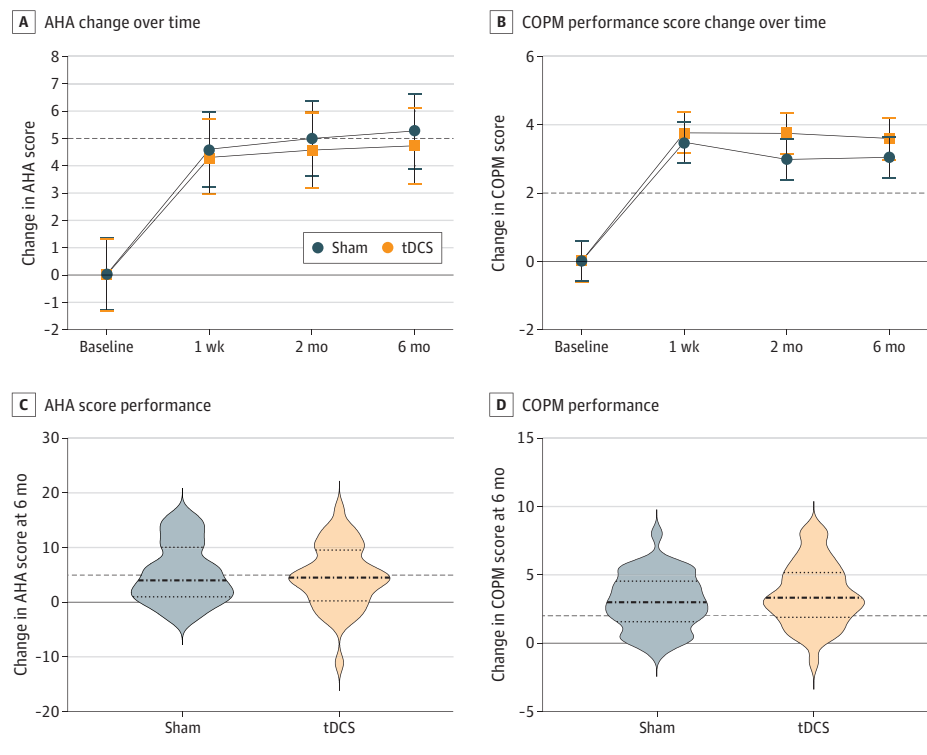 A AHA change over time
8
7
6
5
4
3
2
1
0
-1
-2
Change in AHA score
Sham tDCS
Baseline 1 wk 2 mo 6 mo
B COPM performance score change over time
6
4
2
0
-2
Change in COPM score
Baseline 1 wk 2 mo 6 mo
C AHA score performance
30
20
10
0
-10
-20
Change in AHA score at 6 mo
Sham tDCS
D COPM performance
15
10
5
0
-5
Change in COPM score at 6 mo
Sham tDCS